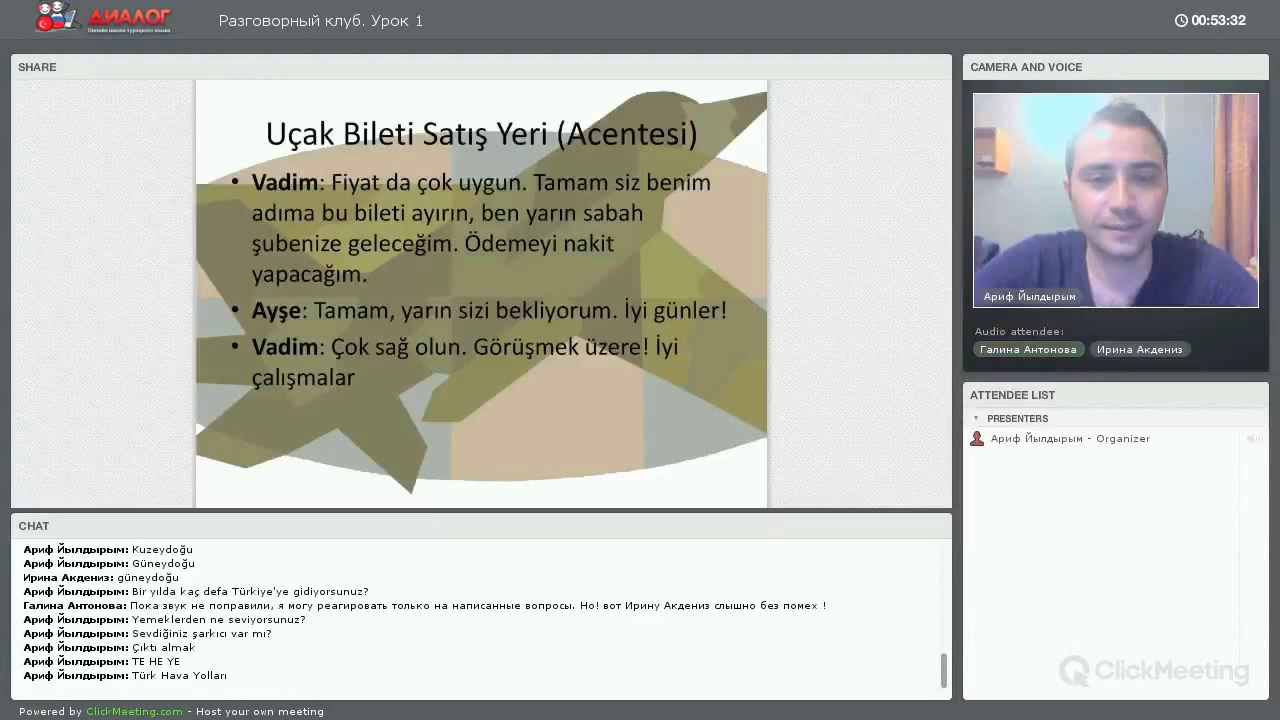 ДИАЛОГ
Онлайн школа турецкого языка
Разговорный клуб. Урок 1
00:53:32
SHARE
Uçak Bileti Satış Yeri (Acentesi)
• Vadim: Fiyat da çok uygun. Tamam siz benim
adıma bu bileti ayırın, ben yarın sabah
şubenize geleceğim. Ödemeyi nakit
yapacağım.
• Ayşe: Tamam, yarın sizi bekliyorum. İyi günler!
• Vadim: Çok sağ olun. Görüşmek üzere! İyi
çalışmalar
CAMERA AND VOICE
Ариф Йылдырым
Audio attendee:
Галина Антонова Ирина Акдениз
ATTENDEE LIST
PRESENTERS
Ариф Йылдырым - Organizer
CHAT
Ариф Йылдырым: Kuzeydoğu
Ариф Йылдырым: Güneydoğu
Ирина Акдениз: güneydoğu
Ариф Йылдырым: Bir yılda kaç defa Türkiye'ye gidiyorsunuz?
Галина Антонова: Пока звук не поправили, я могу реагировать только на написанные вопросы. Но! вот Ирину Акдениз слышно без помех !
Ариф Йылдырым: Yemeklerden ne seviyorsunuz?
Ариф Йылдырым: Sevdiğiniz şarkıcı var mı?
Ариф Йылдырым: Çıktı almak
Ариф Йылдырым: TE HE YE
Ариф Йылдырым: Türk Hava Yolları
ClickMeeting
Powered by ClickMeeting.com - Host your own meeting